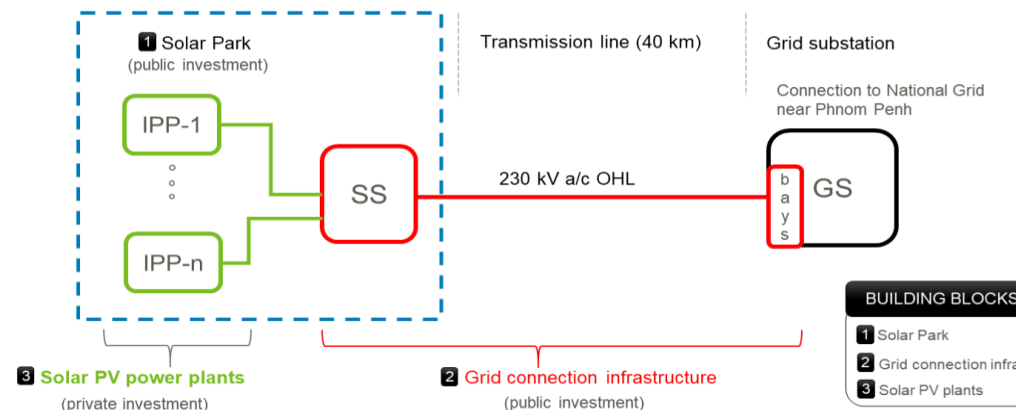 1 Solar Park
(public investment)
Transmission line (40 km)
Grid substation
Connection to National Grid
near Phnom Penh
IPP-1
SS
230 kV a/c OHL
bays
GS
IPP-n
BUILDING BLOCKS
1 Solar Park
2 Grid connection infra
3 Solar PV plants
3 Solar PV power plants
(private investment)
2 Grid connection infrastructure
(public investment)